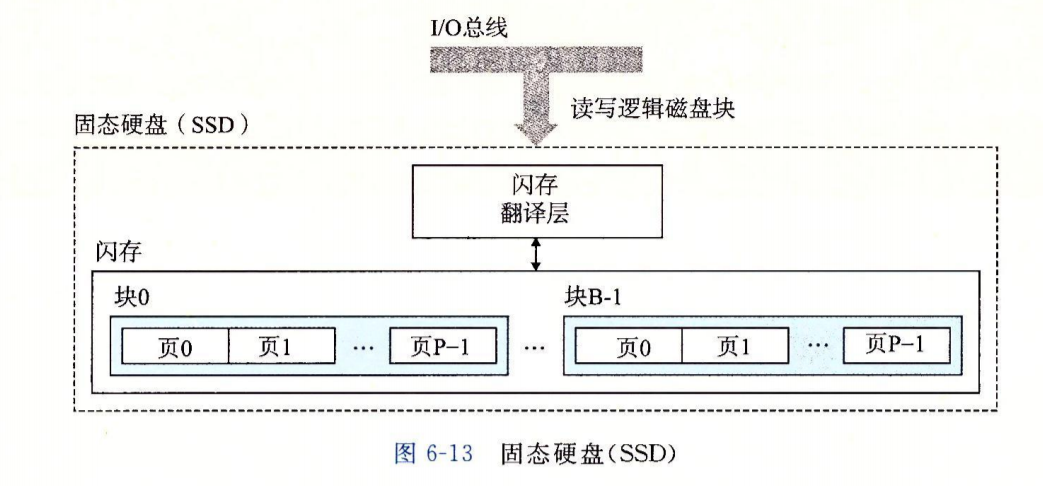 I/O总线
读写逻辑磁盘块
固态硬盘（SSD）
闪存
翻译层
闪存
块0
块B-1
页0 页1 … 页P−1 … 页0 页1 … 页P−1
图 6-13 固态硬盘(SSD)